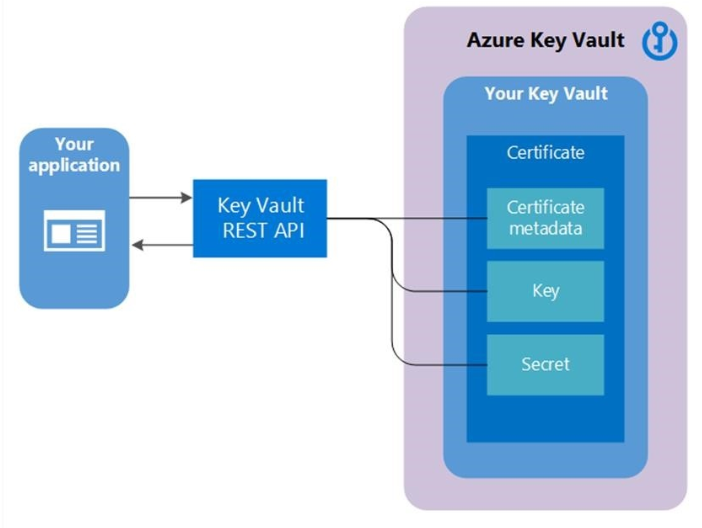 Azure Key Vault
Your Key Vault
Your
application
Certificate
Key Vault
REST API
Certificate
metadata
Key
Secret